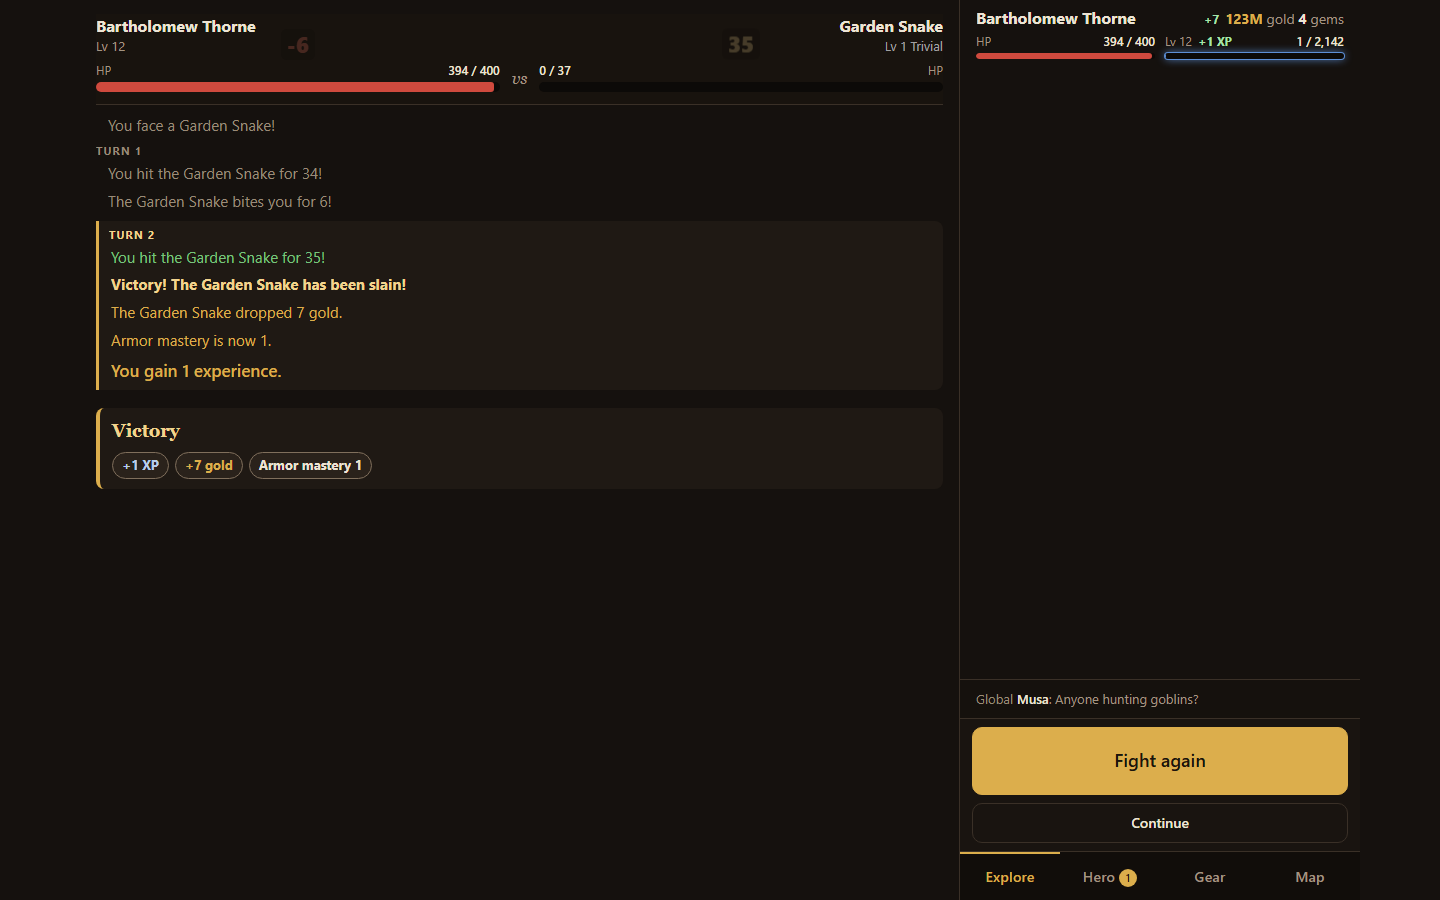 Bartholomew Thorne
Lv 12
-6
HP
394 / 400
vs
35
Garden Snake
Lv 1 Trivial
0 / 37
HP
You face a Garden Snake!
TURN 1
You hit the Garden Snake for 34!
The Garden Snake bites you for 6!
TURN 2
You hit the Garden Snake for 35!
Victory! The Garden Snake has been slain!
The Garden Snake dropped 7 gold.
Armor mastery is now 1.
You gain 1 experience.
Victory
+1 XP +7 gold Armor mastery 1
Bartholomew Thorne +7 123M gold 4 gems
HP 394 / 400 Lv 12 +1 XP 1 / 2,142
Global Musa: Anyone hunting goblins?
Fight again
Continue
Explore Hero 1 Gear Map